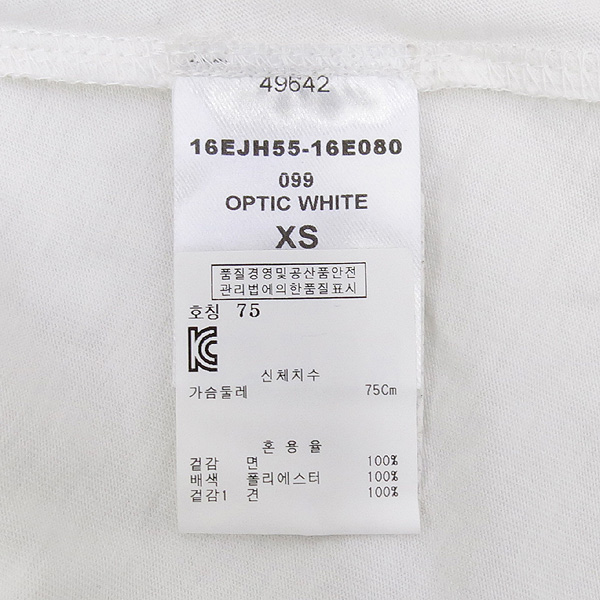 49642
16EJH55-16E080
099
OPTIC WHITE
XS
품질경영및공산품안전
관리법에의한품질표시
호칭 75
신체치수
가슴둘레 75Cm
혼용율
겉감 면 100%
배색 폴리에스터 100%
겉감1 견 100%